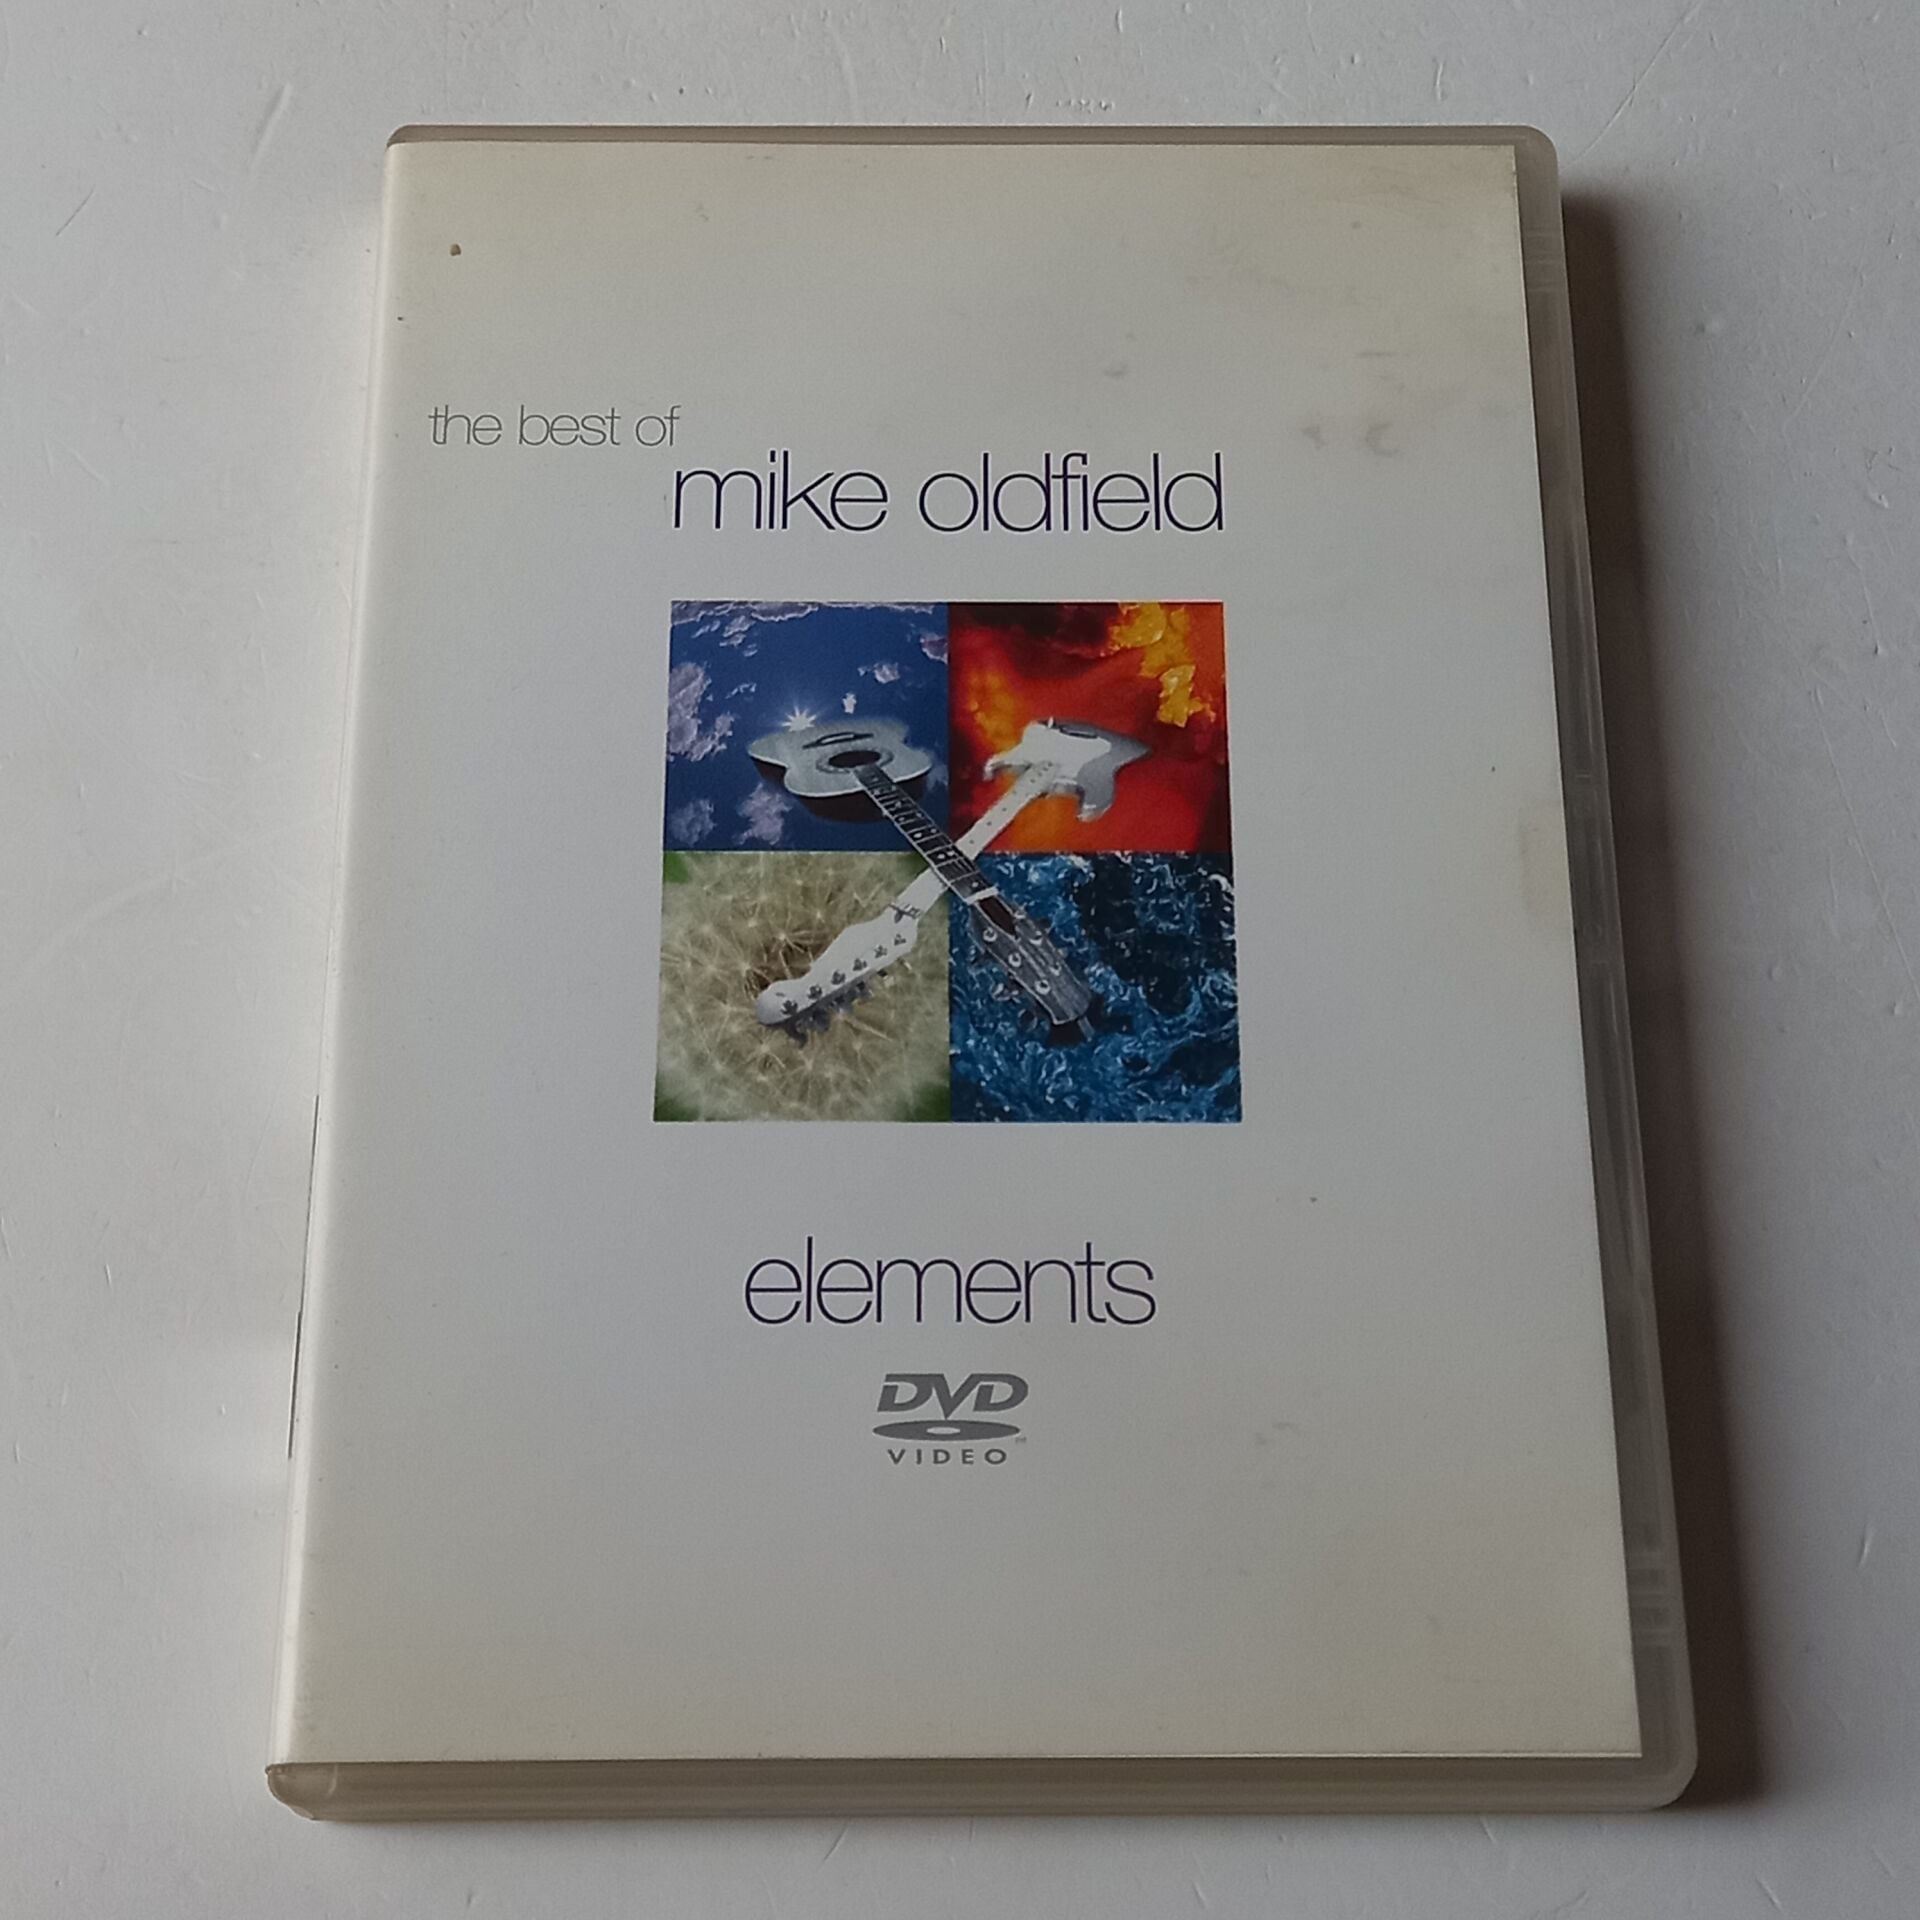 the best of
mike oldfield
elements
DVD
VIDEO